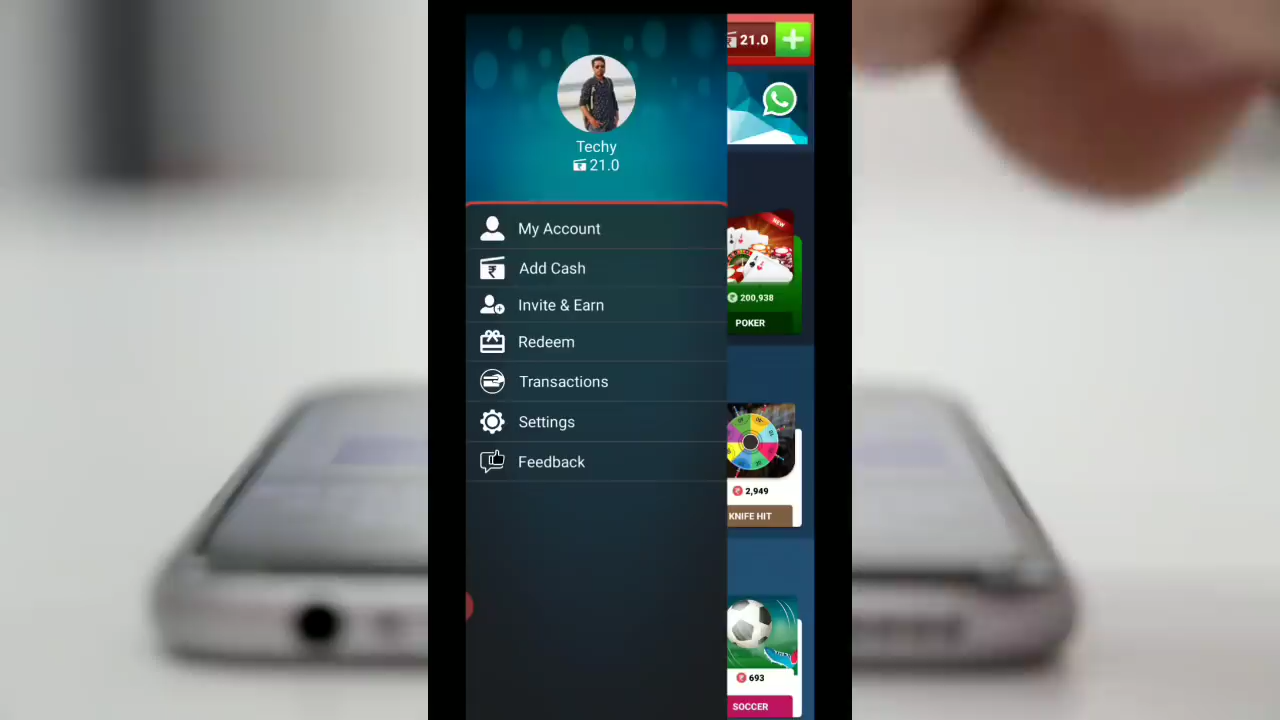 21.0
Techy
21.0
My Account
Add Cash
Invite & Earn
Redeem
Transactions
Settings
Feedback
NEW
200,938
POKER
2,949
KNIFE HIT
693
SOCCER